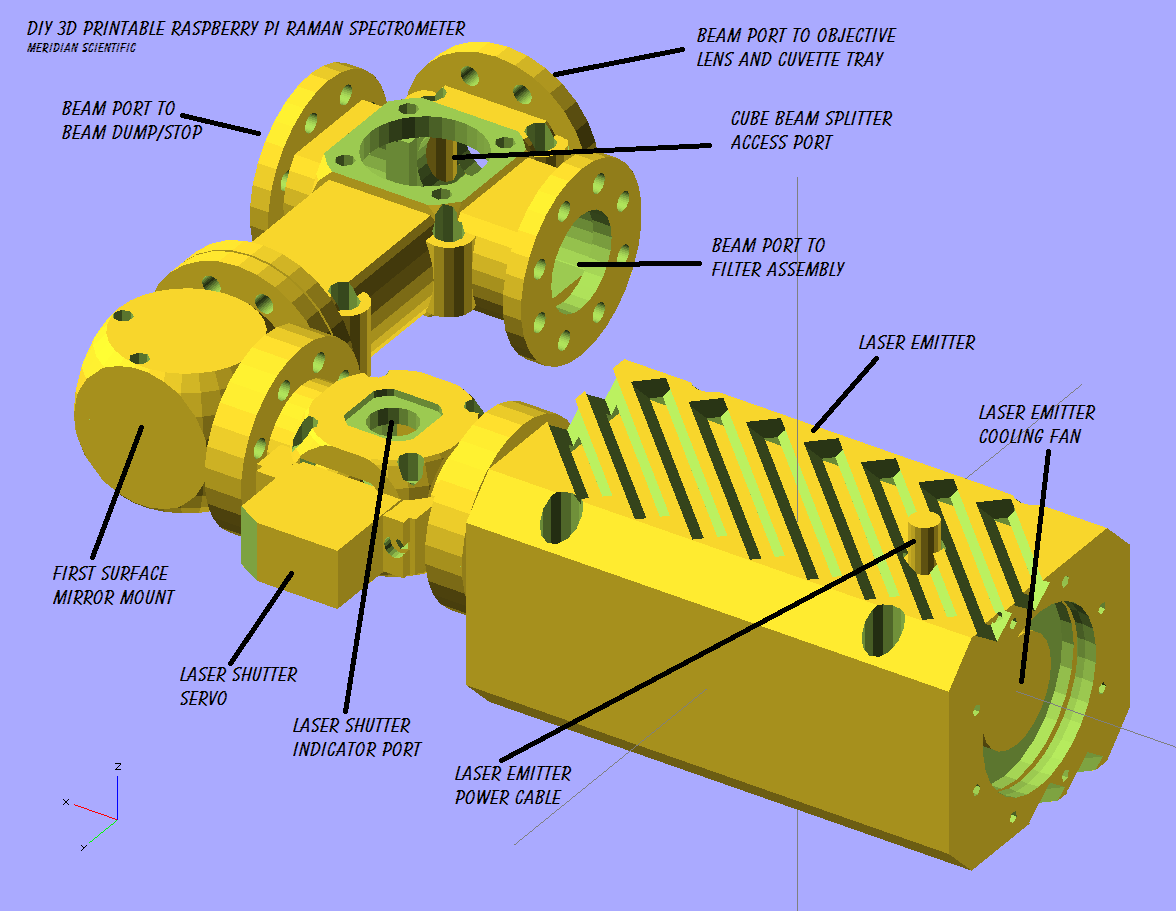 DIY 3D PRINTABLE RASPBERRY PI RAMAN SPECTROMETER
MERIDIAN SCIENTIFIC
BEAM PORT TO OBJECTIVE
LENS AND CUVETTE TRAY
BEAM PORT TO
BEAM DUMP/STOP
CUBE BEAM SPLITTER
ACCESS PORT
BEAM PORT TO
FILTER ASSEMBLY
LASER EMITTER
LASER EMITTER
COOLING FAN
FIRST SURFACE
MIRROR MOUNT
LASER SHUTTER
SERVO
LASER SHUTTER
INDICATOR PORT
LASER EMITTER
POWER CABLE
Z
X
Y